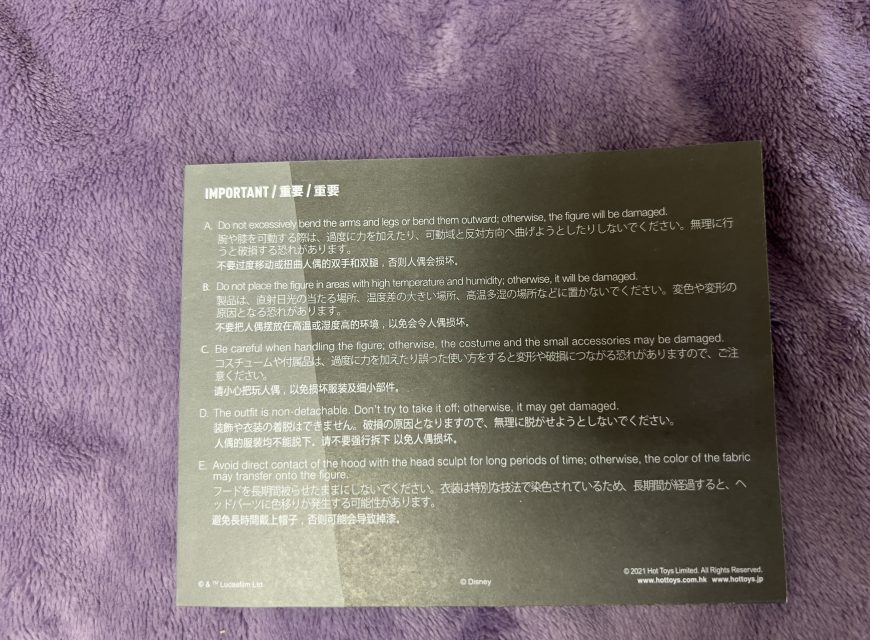 IMPORTANT / 重要 / 重要
A. Do not excessively bend the arms and legs or bend them outward; otherwise, the figure will be damaged.
腕や膝を可動する際は、過度に力を加えたり、可動域と反対方向へ曲げようとしたりしないでください。無理に行
うと破損する恐れがあります。
不要过度移动或扭曲人偶的双手和双腿，否则人偶会损坏。
B. Do not place the figure in areas with high temperature and humidity; otherwise, it will be damaged.
製品は、直射日光の当たる場所、温度差の大きい場所、高温多湿の場所などに置かないでください。変色や変形の
原因となる恐れがあります。
不要把人偶摆放在高温或湿度高的环境，以免会令人偶损坏。
C. Be careful when handling the figure; otherwise, the costume and the small accessories may be damaged.
コスチュームや付属品は、過度に力を加えたり誤った使い方をすると変形や破損につながる恐れがありますので、ご注
意ください。
请小心把玩人偶，以免损坏服装及细小部件。
D. The outfit is non-detachable. Don't try to take it off; otherwise, it may get damaged.
装飾や衣装の着脱はできません。破損の原因となりますので、無理に脱がせようとしないでください。
人偶的服装均不能脱下。请不要强行拆下 以免人偶损坏。
E. Avoid direct contact of the hood with the head sculpt for long periods of time; otherwise, the color of the fabric
may transfer onto the figure.
フードを長期間被らせたままにしないでください。衣装は特別な技法で染色されているため、長期間が経過すると、ヘ
ッドパーツに色移りが発生する可能性があります。
避免長時間戴上帽子，否则可能会导致掉漆。
© & ™ Lucasfilm Ltd.
© Disney
© 2021 Hot Toys Limited. All Rights Reserved.
www.hottoys.com.hk www.hottoys.jp